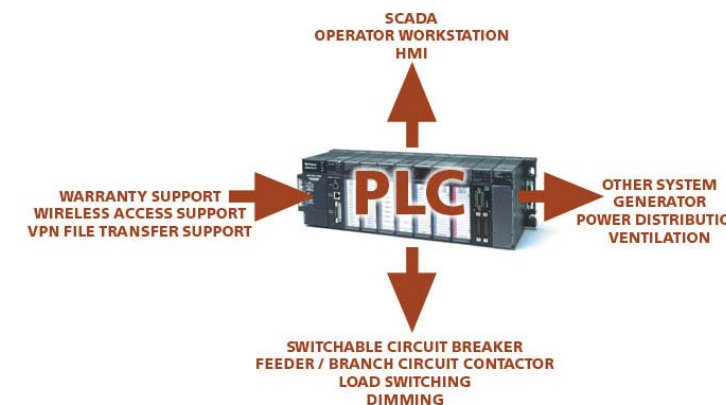 SCADA
OPERATOR WORKSTATION
HMI
PLC
WARRANTY SUPPORT
WIRELESS ACCESS SUPPORT
VPN FILE TRANSFER SUPPORT
OTHER SYSTEM
GENERATOR
POWER DISTRIBUTIO
VENTILATION
SWITCHABLE CIRCUIT BREAKER
FEEDER / BRANCH CIRCUIT CONTACTOR
LOAD SWITCHING
DIMMING